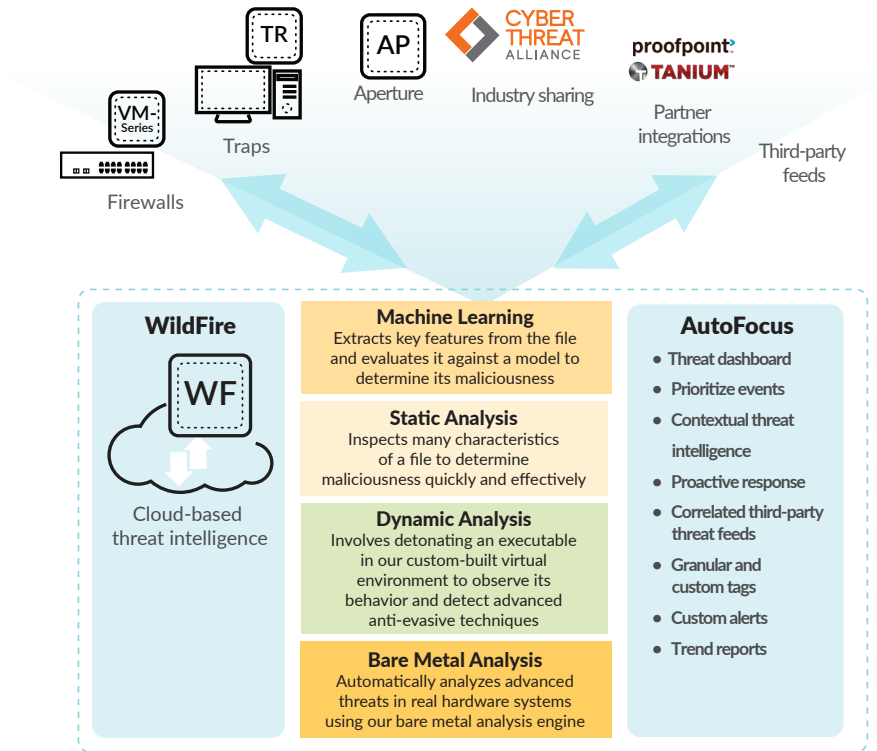 TR
AP
CYBER
THREAT
ALLIANCE
proofpoint
TANIUM™
VM-
Series
Aperture
Industry sharing
Partner
integrations
Traps
Third-party
feeds
Firewalls
WildFire
WF
Cloud-based
threat intelligence
Machine Learning
Extracts key features from the file
and evaluates it against a model to
determine its maliciousness
Static Analysis
Inspects many characteristics
of a file to determine
maliciousness quickly and effectively
Dynamic Analysis
Involves detonating an executable
in our custom-built virtual
environment to observe its
behavior and detect advanced
anti-evasive techniques
Bare Metal Analysis
Automatically analyzes advanced
threats in real hardware systems
using our bare metal analysis engine
AutoFocus
• Threat dashboard
• Prioritize events
• Contextual threat
intelligence
• Proactive response
• Correlated third-party
threat feeds
• Granular and
custom tags
• Custom alerts
• Trend reports